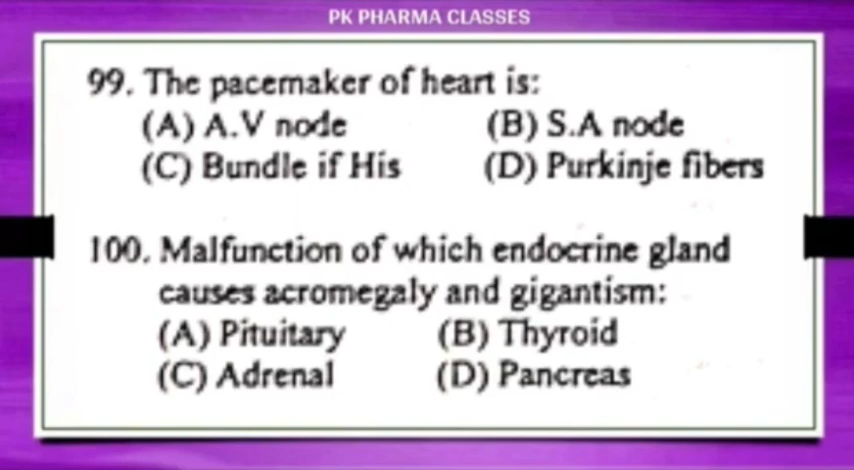 PK PHARMA CLASSES
99. The pacemaker of heart is:
(A) A.V node (B) S.A node
(C) Bundle if His (D) Purkinje fibers
100. Malfunction of which endocrine gland
causes acromegaly and gigantism:
(A) Pituitary (B) Thyroid
(C) Adrenal (D) Pancreas